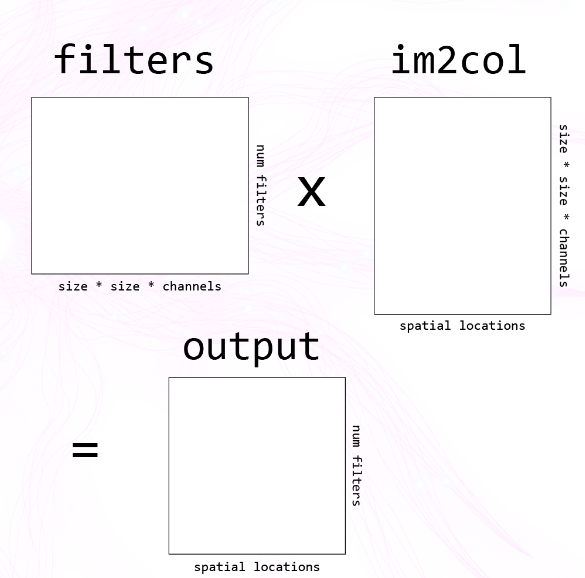 filters
im2col
num filters
x
size * size * channels
size * size * channels
spatial locations
output
=
num filters
spatial locations